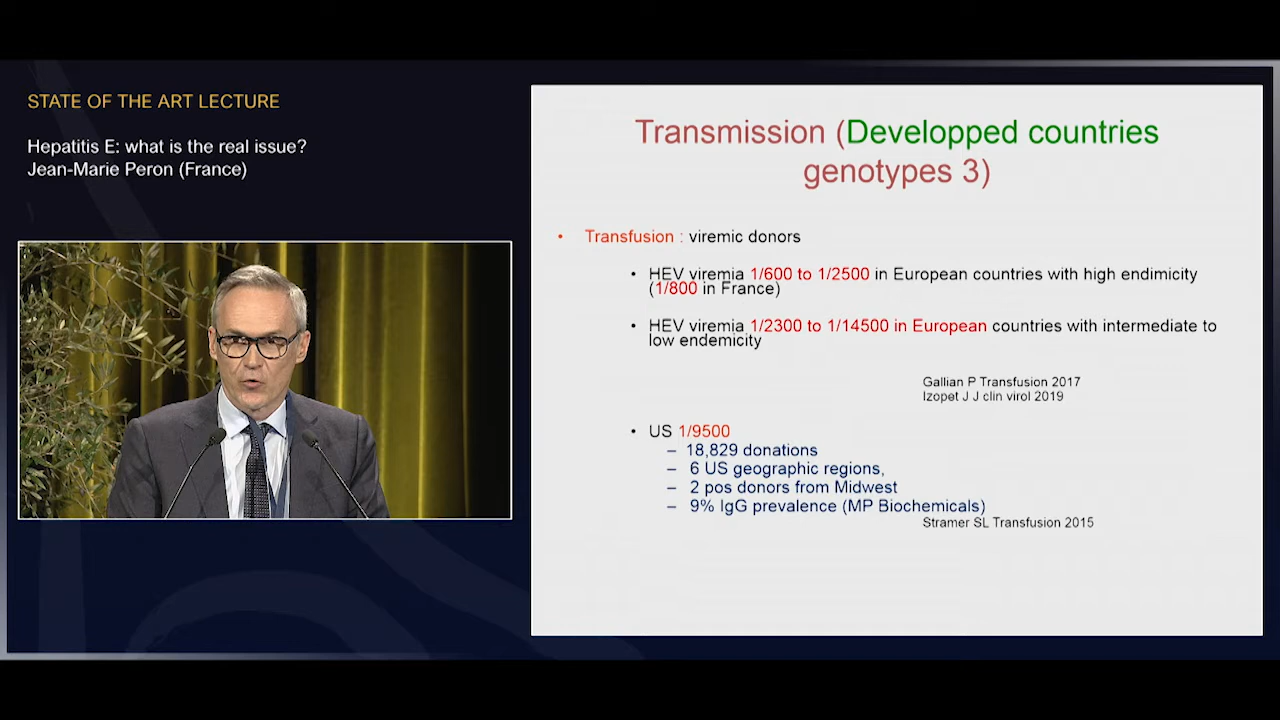 STATE OF THE ART LECTURE
Hepatitis E: what is the real issue?
Jean-Marie Peron (France)
Transmission (Developped countries
genotypes 3)
• Transfusion : viremic donors
• HEV viremia 1/600 to 1/2500 in European countries with high endimicity
(1/800 in France)
• HEV viremia 1/2300 to 1/14500 in European countries with intermediate to
low endemicity
Gallian P Transfusion 2017
Izopet J J clin virol 2019
• US 1/9500
– 18,829 donations
– 6 US geographic regions,
– 2 pos donors from Midwest
– 9% IgG prevalence (MP Biochemicals)
Stramer SL Transfusion 2015